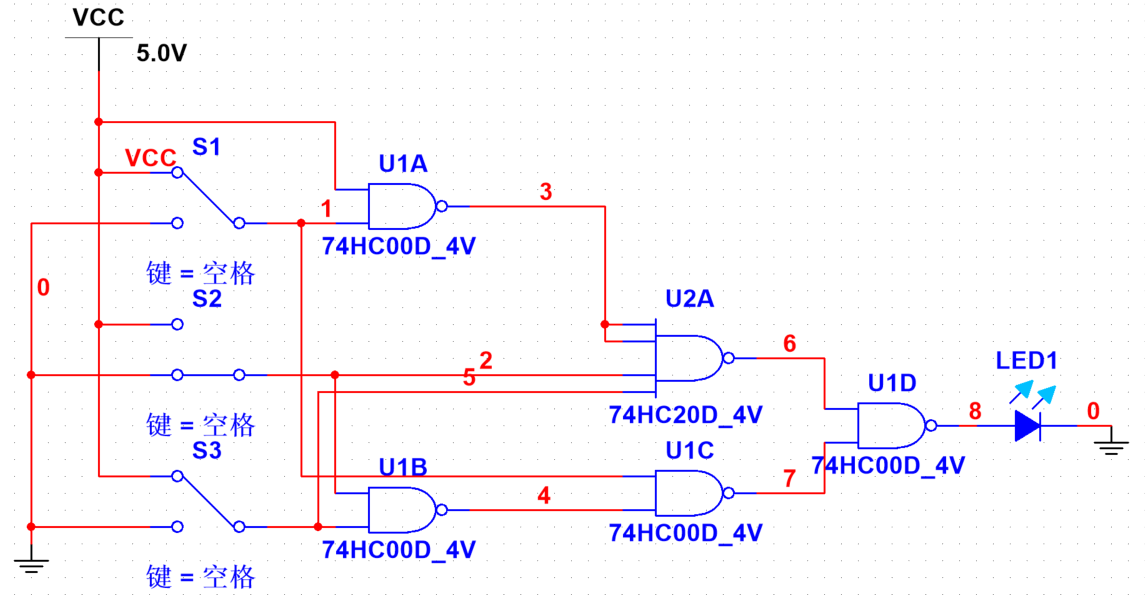 VCC
5.0V
S1
VCC
U1A
1
3
74HC00D_4V
键 = 空格
0
S2
U2A
6
2
5
LED1
U1D
键 = 空格
74HC20D_4V
8
0
S3
U1B
U1C
74HC00D_4V
7
4
74HC00D_4V
74HC00D_4V
键 = 空格